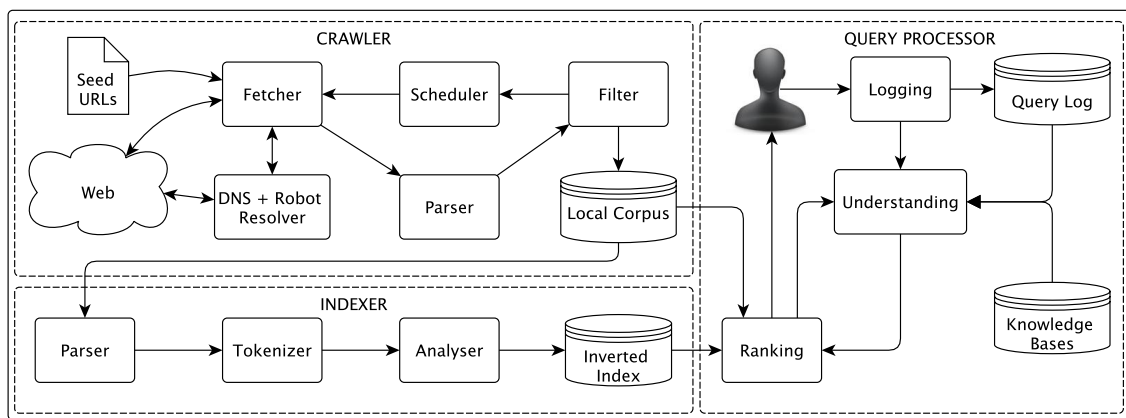 CRAWLER
Seed
URLs
Fetcher
Scheduler
Filter
Web
DNS + Robot
Resolver
Parser
Local Corpus
INDEXER
Parser
Tokenizer
Analyser
Inverted
Index
QUERY PROCESSOR
Logging
Query Log
Understanding
Ranking
Knowledge
Bases